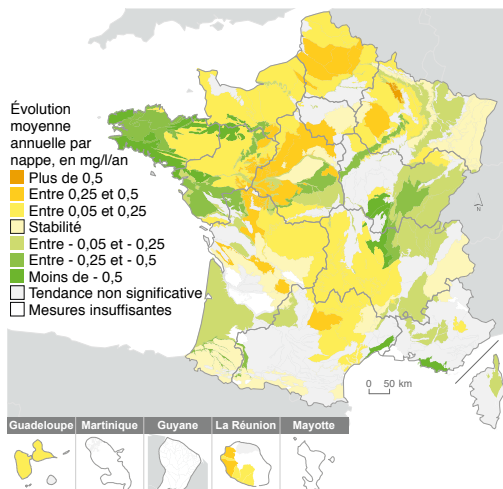 Évolution
moyenne
annuelle par
nappe, en mg/l/an
Plus de 0,5
Entre 0,25 et 0,5
Entre 0,05 et 0,25
Stabilité
Entre - 0,05 et - 0,25
Entre - 0,25 et - 0,5
Moins de - 0,5
Tendance non significative
Mesures insuffisantes
0 50 km
Guadeloupe Martinique Guyane La Réunion Mayotte